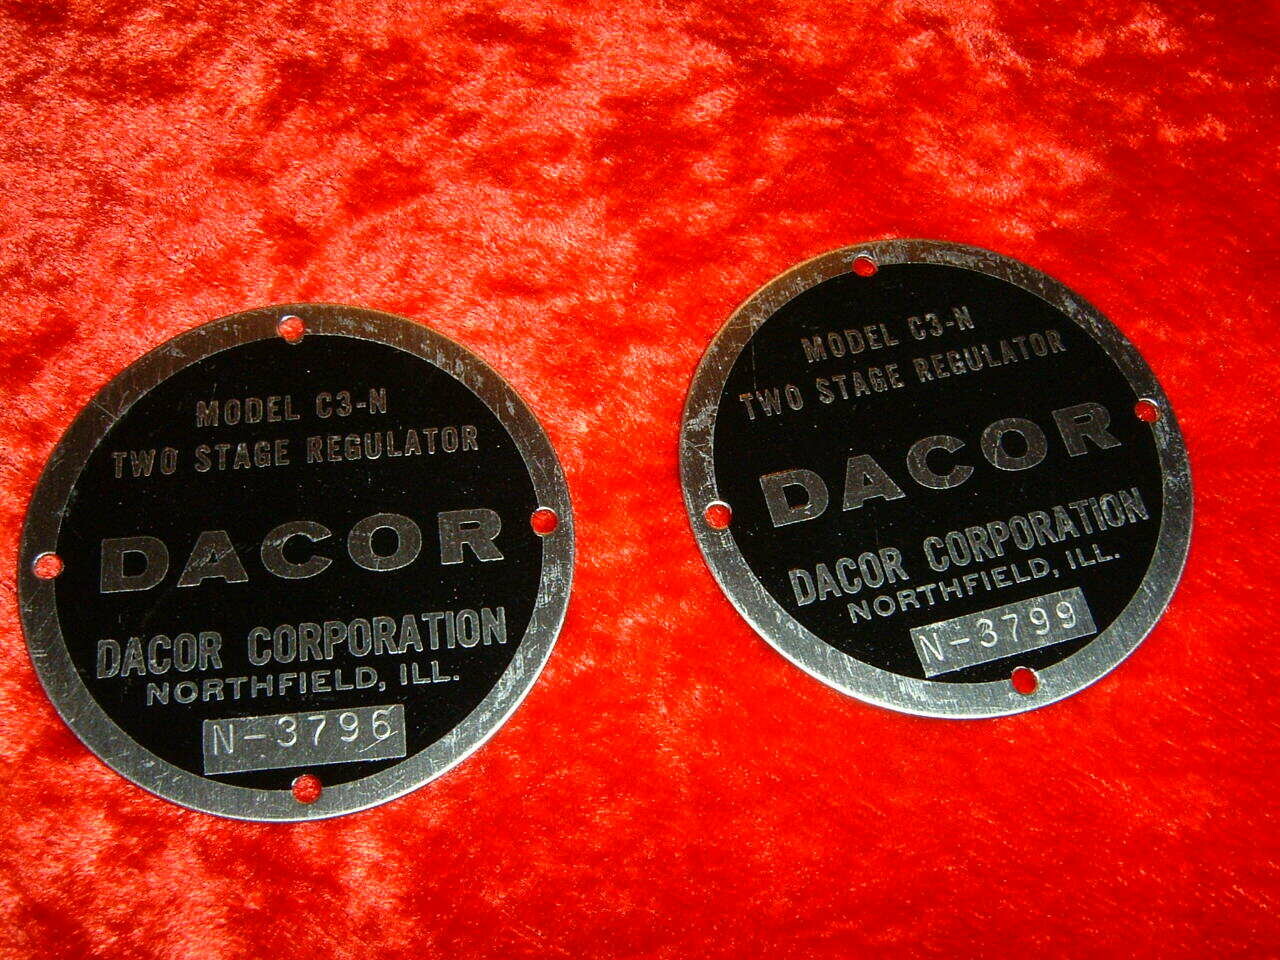 MODEL C3-N
TWO STAGE REGULATOR
DACOR
DACOR CORPORATION
NORTHFIELD, ILL.
N-3796
MODEL C3-N
TWO STAGE REGULATOR
DACOR
DACOR CORPORATION
NORTHFIELD, ILL.
N-3799